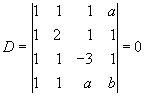 D = | 1 1 1 a |
| 1 2 1 1 |
| 1 1 −3 1 | = 0
| 1 1 a b |